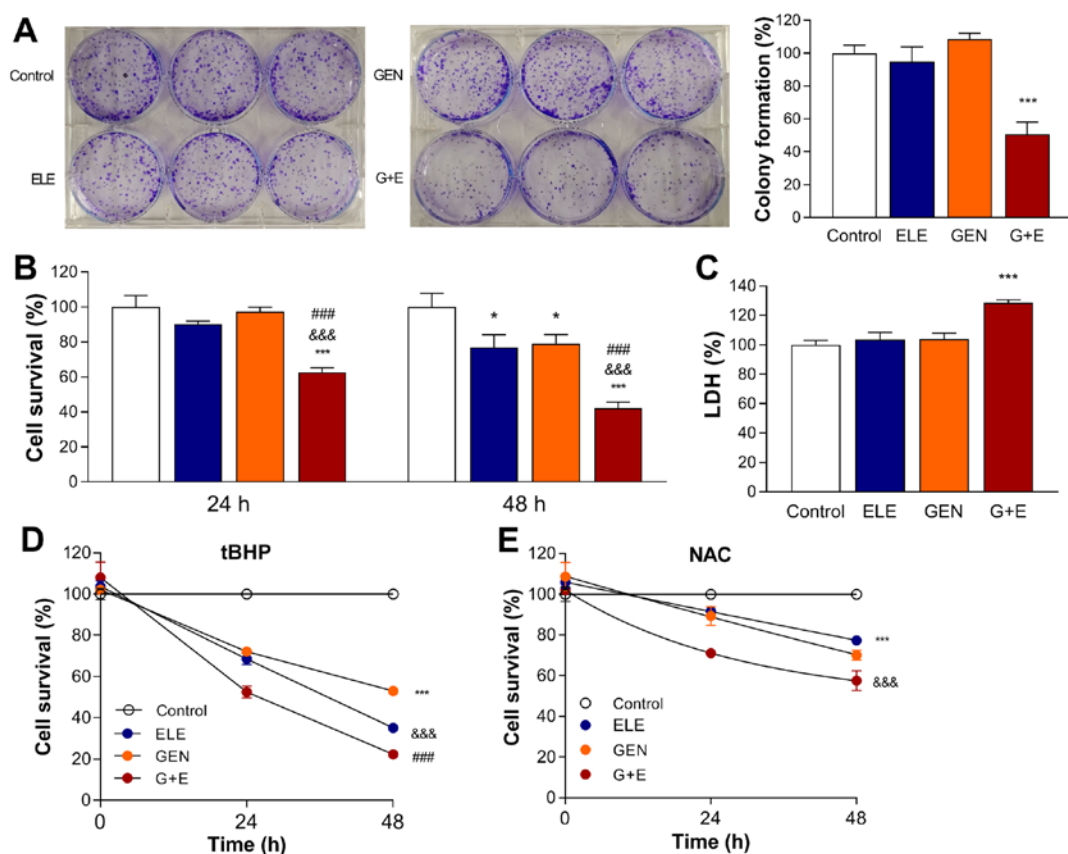 A
Control
ELE
GEN
G+E
Colony formation (%)
120
100
80
60
40
20
0
***
Control ELE GEN G+E
B
Cell survival (%)
120
100
80
60
40
20
0
###
&&&
***
* *
###
&&&
***
24 h 48 h
C
LDH (%)
140
120
100
80
60
40
20
0
***
Control ELE GEN G+E
D
tBHP
Cell survival (%)
120
100
80
60
40
20
0
Control
ELE
GEN
G+E
***
&&&
###
0 24 48
Time (h)
E
NAC
Cell survival (%)
120
100
80
60
40
20
0
Control
ELE
GEN
G+E
***
&&&
0 24 48
Time (h)